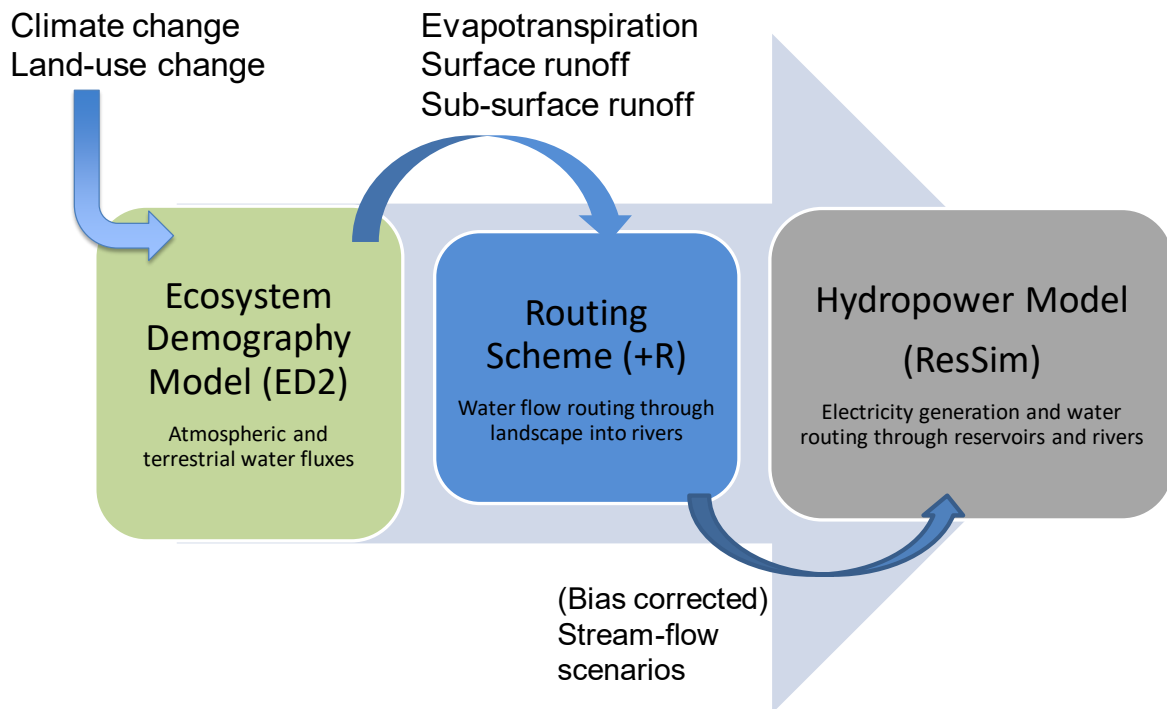 Climate change
Land-use change
Evapotranspiration
Surface runoff
Sub-surface runoff
Ecosystem
Demography
Model (ED2)
Atmospheric and
terrestrial water fluxes
Routing
Scheme (+R)
Water flow routing through
landscape into rivers
Hydropower Model
(ResSim)
Electricity generation and water
routing through reservoirs and rivers
(Bias corrected)
Stream-flow
scenarios